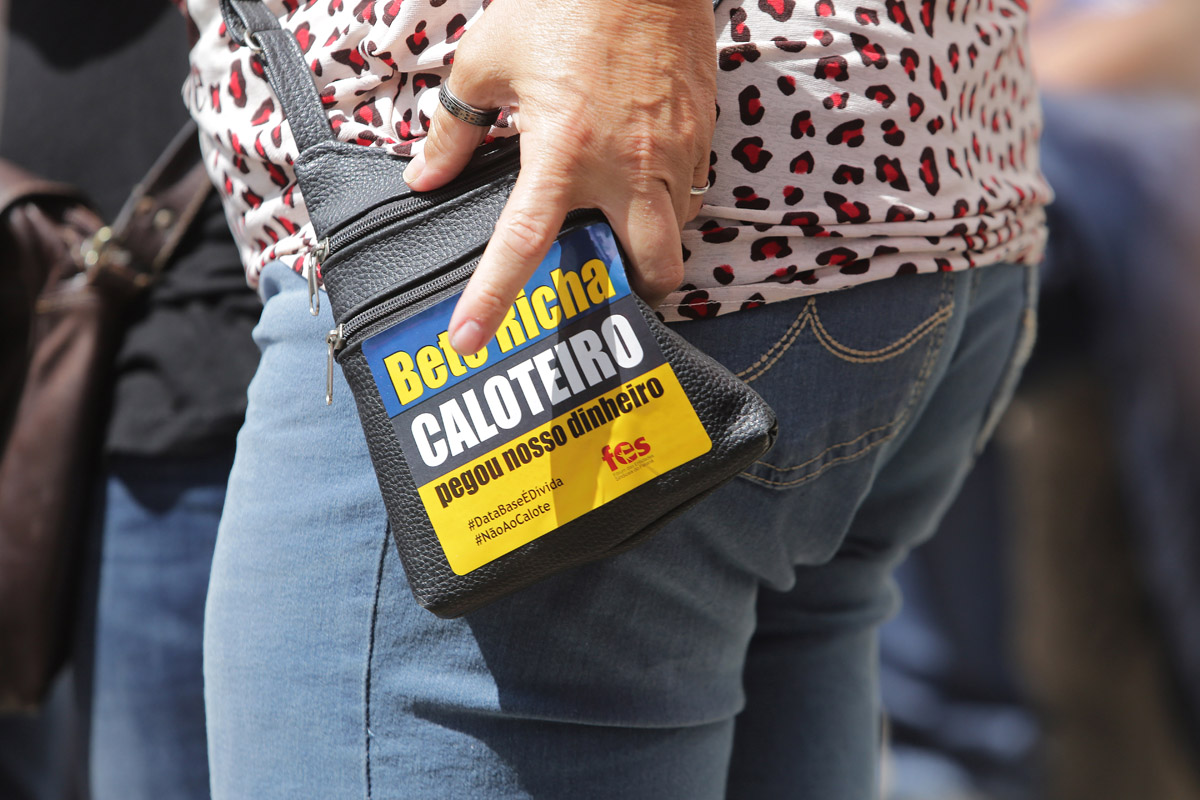 Beto Richa
CALOTEIRO
pegou nosso dinheiro
fes
#DataBaseÉDívida
#NãoAoCalote